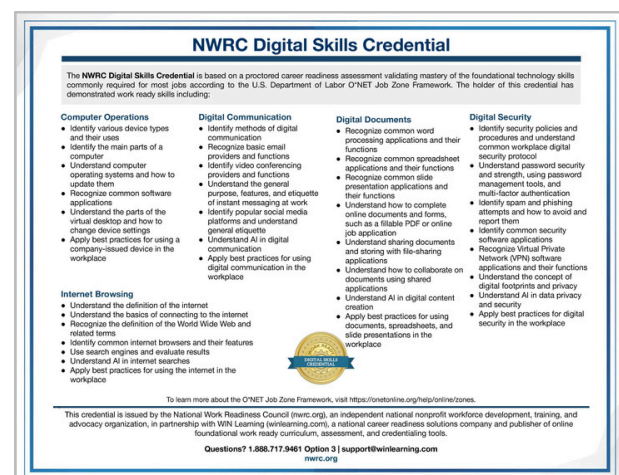 NWRC Digital Skills Credential
The NWRC Digital Skills Credential is based on a proctored career readiness assessment validating mastery of the foundational technology skills
commonly required for most jobs according to the U.S. Department of Labor O*NET Job Zone Framework. The holder of this credential has
demonstrated work ready skills including:
Computer Operations
● Identify various device types
and their uses
● Identify the main parts of a
computer
● Understand computer
operating systems and how to
update them
● Recognize common software
applications
● Understand the parts of the
virtual desktop and how to
change device settings
● Apply best practices for using a
company-issued device in the
workplace
Digital Communication
● Identify methods of digital
communication
● Recognize basic email
providers and functions
● Identify video conferencing
providers and functions
● Understand the general
purpose, features, and etiquette
of instant messaging at work
● Identify popular social media
platforms and understand
general etiquette
● Understand AI in digital
communication
● Apply best practices for using
digital communication in the
workplace
Digital Documents
● Recognize common word
processing applications and their
functions
● Recognize common spreadsheet
applications and their functions
● Recognize common slide
presentation applications and
their functions
● Understand how to complete
online documents and forms,
such as a fillable PDF or online
job application
● Understand sharing documents
and storing with file-sharing
applications
● Understand how to collaborate on
documents using shared
applications
● Understand AI in digital content
creation
● Apply best practices for using
documents, spreadsheets, and
slide presentations in the
workplace
Digital Security
● Identify security policies and
procedures and understand
common workplace digital
security protocol
● Understand password security
and strength, using password
management tools, and
multi-factor authentication
● Identify spam and phishing
attempts and how to avoid and
report them
● Identify common security
software applications
● Recognize Virtual Private
Network (VPN) software
applications and their functions
● Understand the concept of
digital footprints and privacy
● Understand AI in data privacy
and security
● Apply best practices for digital
security in the workplace
Internet Browsing
● Understand the definition of the internet
● Understand the basics of connecting to the internet
● Recognize the definition of the World Wide Web and
related terms
● Identify common internet browsers and their features
● Use search engines and evaluate results
● Understand AI in internet searches
● Apply best practices for using the internet in the
workplace
DIGITAL SKILLS
CREDENTIAL
To learn more about the O*NET Job Zone Framework, visit https://onetonline.org/help/online/zones.
This credential is issued by the National Work Readiness Council (nwrc.org), an independent national nonprofit workforce development, training, and
advocacy organization, in partnership with WIN Learning (winlearning.com), a national career readiness solutions company and publisher of online
foundational work ready curriculum, assessment, and credentialing tools.
Questions? 1.888.717.9461 Option 3 | support@winlearning.com
nwrc.org